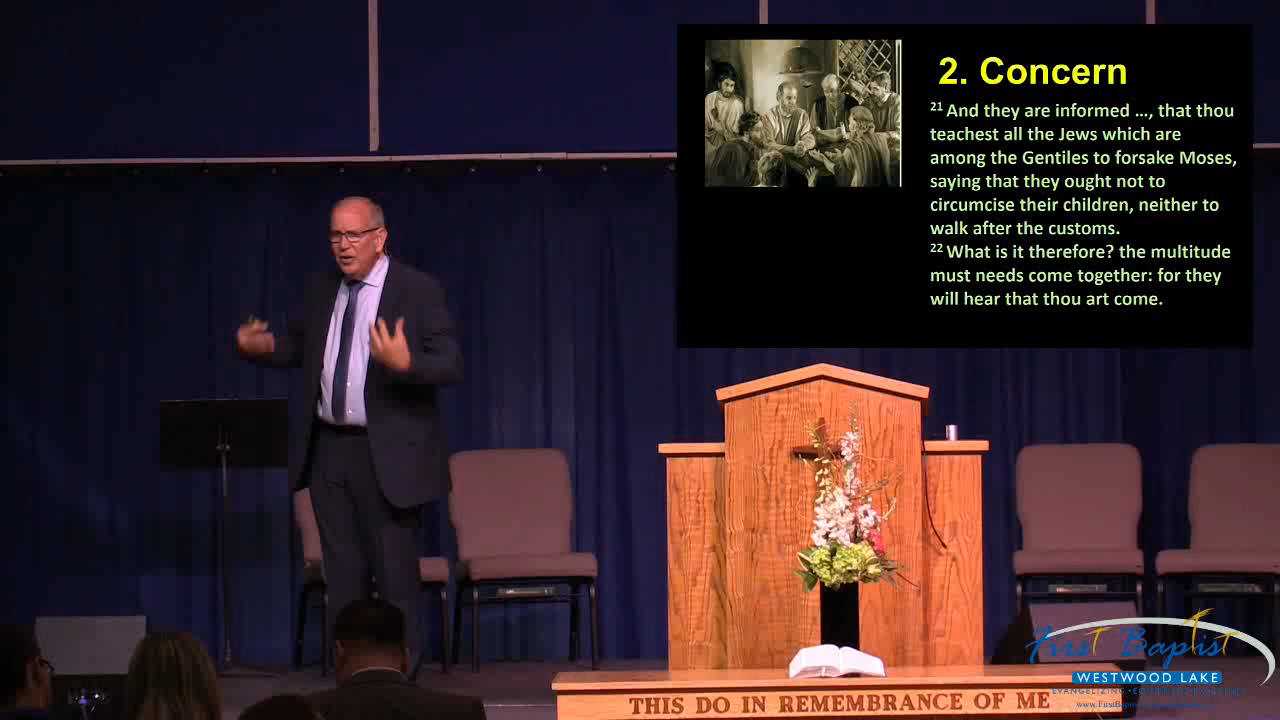 2. Concern
21 And they are informed …, that thou
teachest all the Jews which are
among the Gentiles to forsake Moses,
saying that they ought not to
circumcise their children, neither to
walk after the customs.
22 What is it therefore? the multitude
must needs come together: for they
will hear that thou art come.
First Baptist
WESTWOOD LAKE
THIS DO IN REMEMBRANCE OF ME